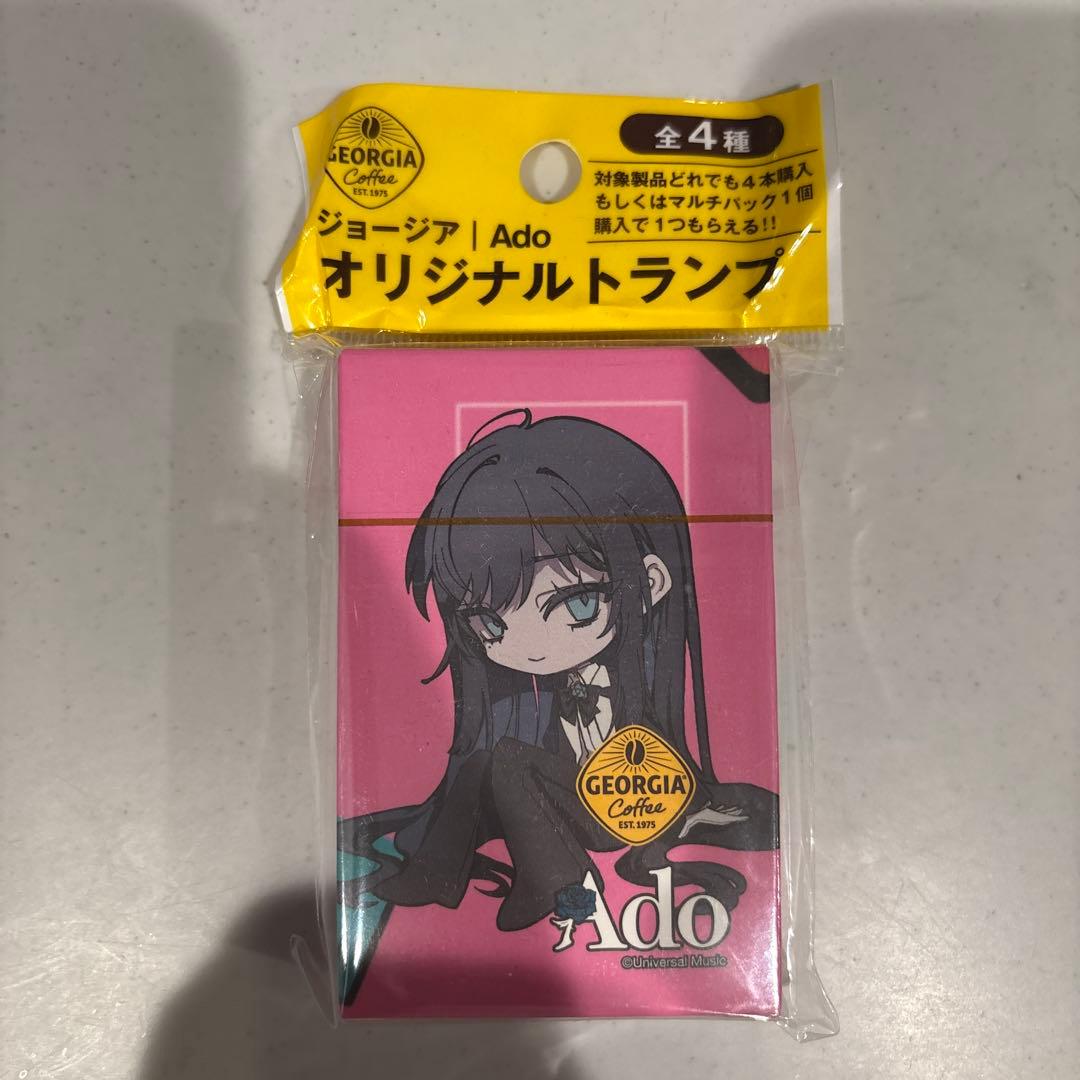 GEORGIA
Coffee
EST. 1975
全4種
対象製品どれでも4本購入
もしくはマルチパック1個
購入で1つもらえる!!
ジョージア | Ado
オリジナルトランプ
GEORGIA
Coffee
EST. 1975
Ado
©Universal Music